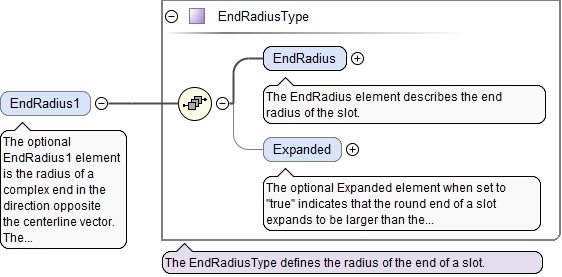 EndRadiusType
EndRadius
The EndRadius element describes the end
radius of the slot.
EndRadius1
The optional
EndRadius1 element
is the radius of a
complex end in the
direction opposite
the centerline vector.
The...
Expanded
The optional Expanded element when set to
"true" indicates that the round end of a slot
expands to be larger than the...
The EndRadiusType defines the radius of the end of a slot.